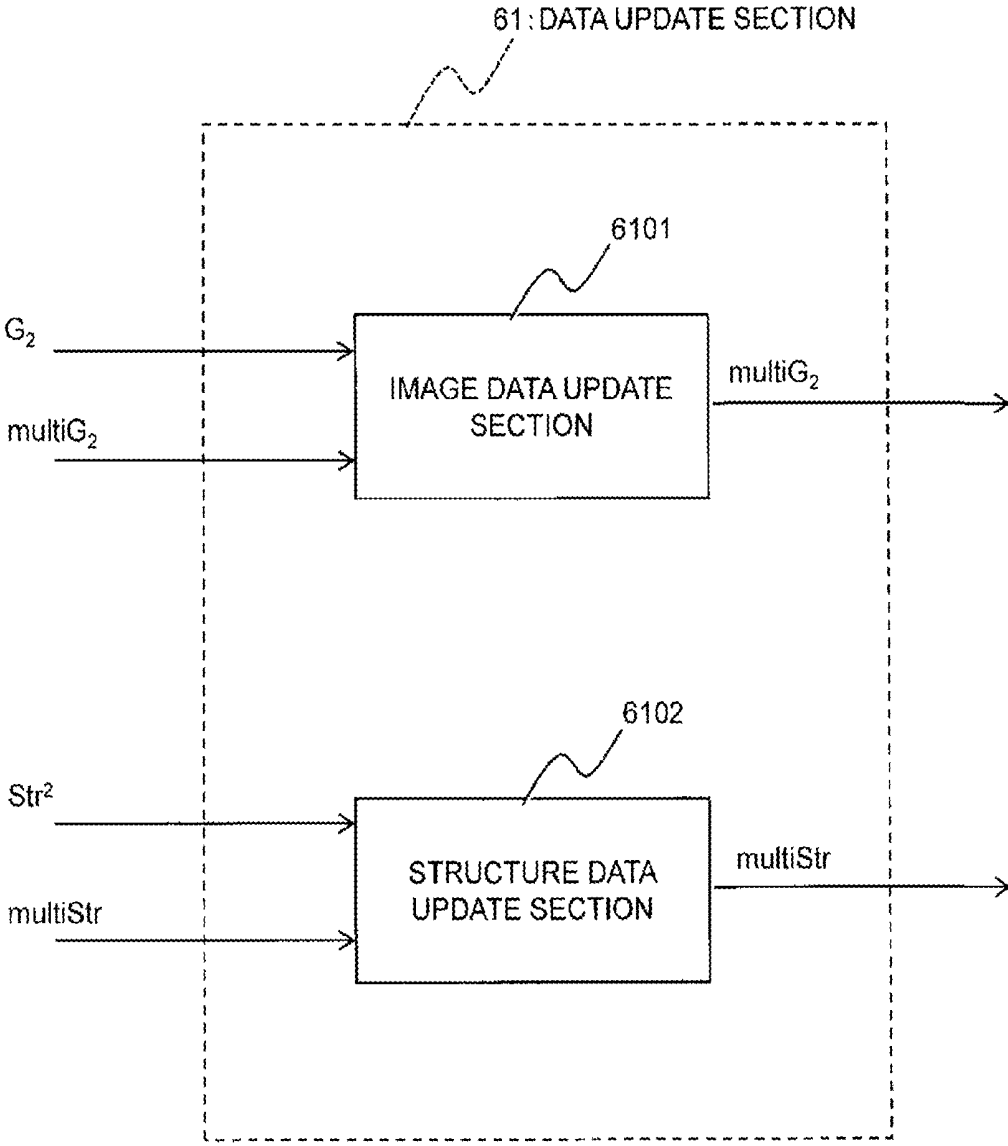 61:DATA UPDATE SECTION
6101
G₂
IMAGE DATA UPDATE
SECTION
multiG₂
multiG₂
6102
Str²
STRUCTURE DATA
UPDATE SECTION
multiStr
multiStr